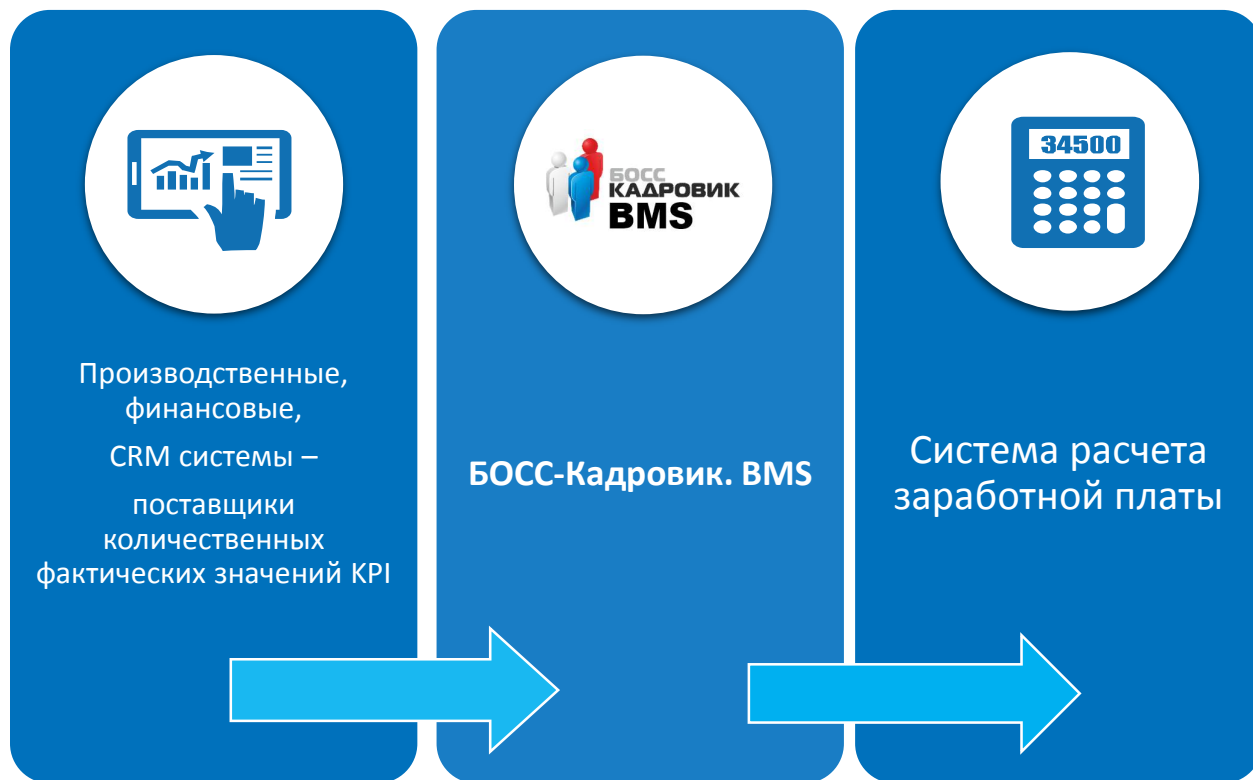 Производственные,
финансовые,
CRM системы –
поставщики
количественных
фактических значений KPI
БОСС
КАДРОВИК
BMS
БОСС-Кадровик. BMS
34500
Система расчета
заработной платы